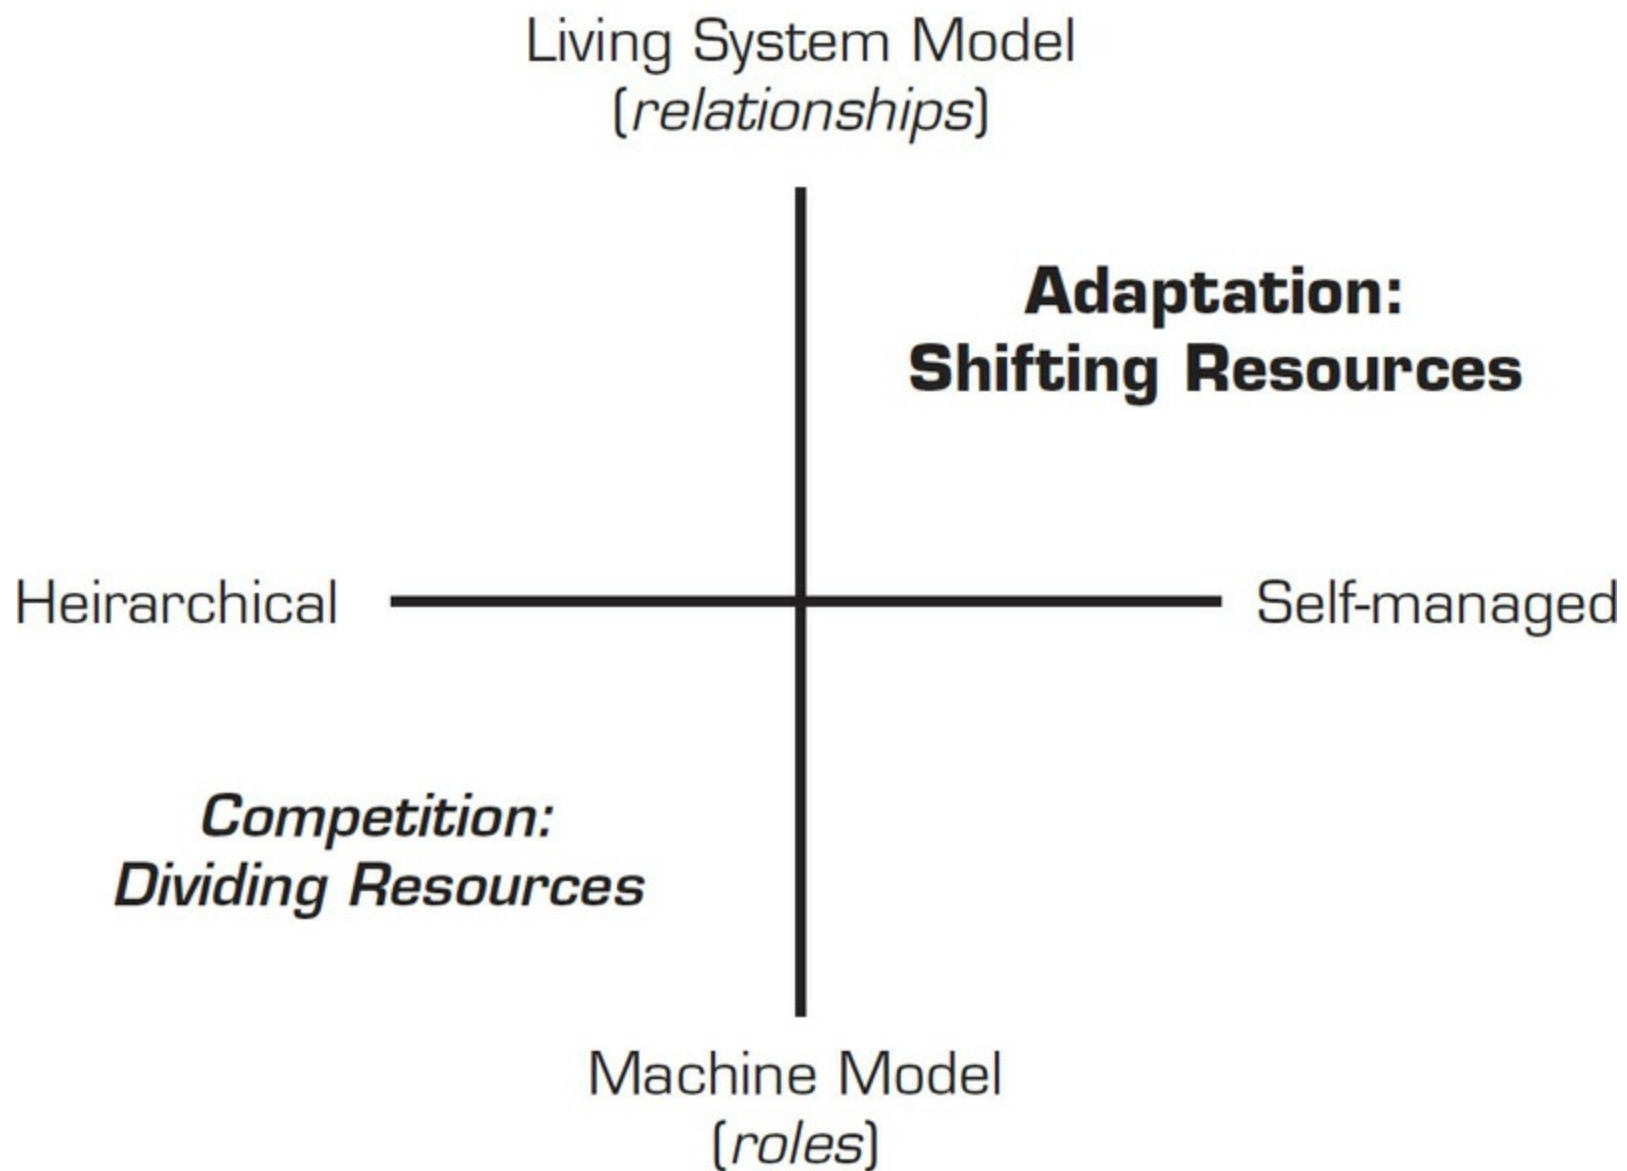 Living System Model
(relationships)
Adaptation:
Shifting Resources
Heirarchical
Self-managed
Competition:
Dividing Resources
Machine Model
(roles)